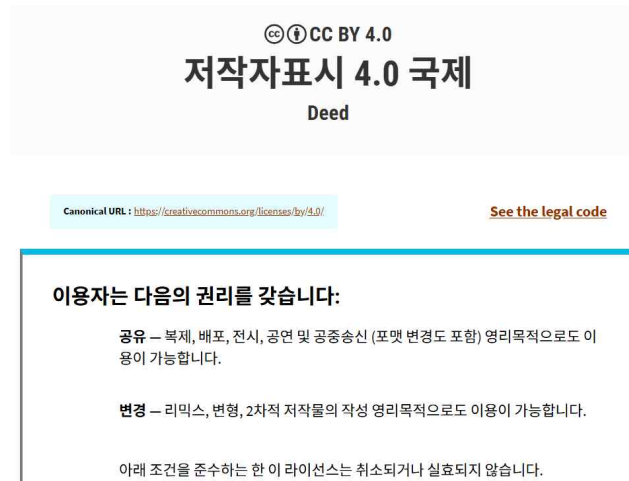 CC BY 4.0
저작자표시 4.0 국제
Deed
Canonical URL : https://creativecommons.org/licenses/by/4.0/
See the legal code
이용자는 다음의 권리를 갖습니다:
공유 — 복제, 배포, 전시, 공연 및 공중송신 (포맷 변경도 포함) 영리목적으로도 이
용이 가능합니다.
변경 — 리믹스, 변형, 2차적 저작물의 작성 영리목적으로도 이용이 가능합니다.
아래 조건을 준수하는 한 이 라이선스는 취소되거나 실효되지 않습니다.